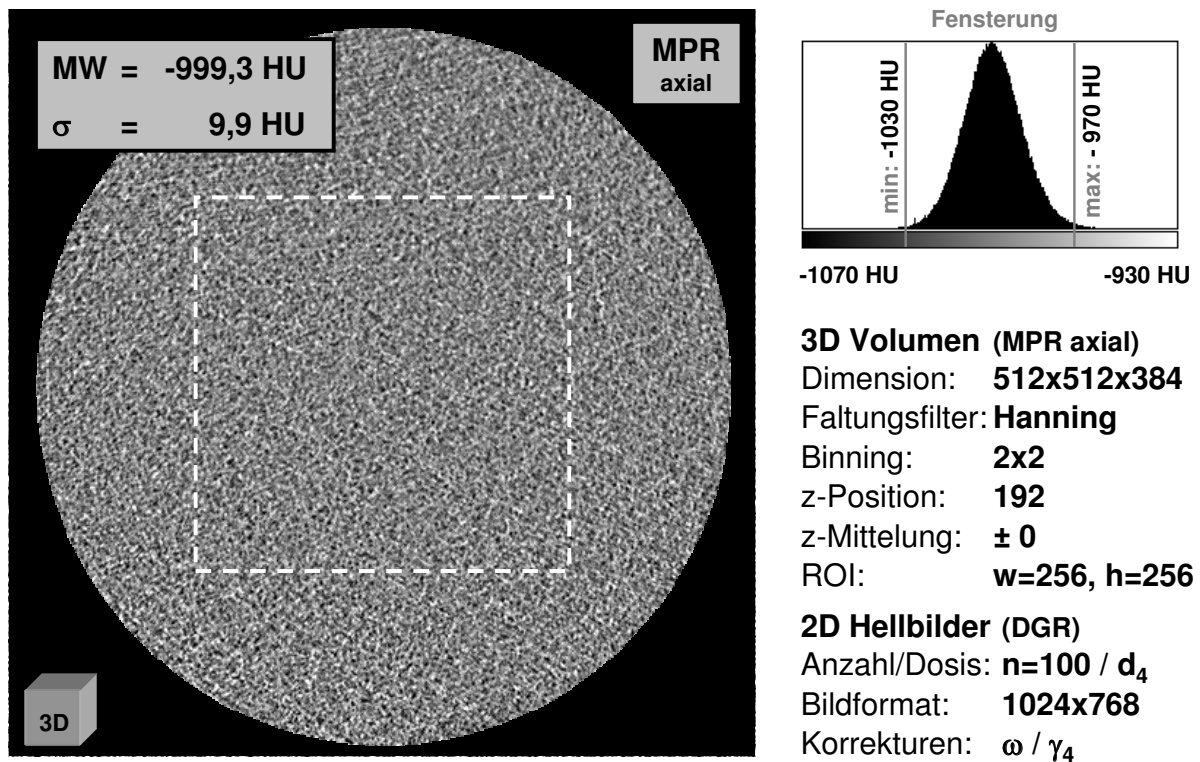 MW = -999,3 HU
σ = 9,9 HU
MPR
axial
3D
Fensterung
min: -1030 HU
max: - 970 HU
-1070 HU
-930 HU
3D Volumen (MPR axial)
Dimension: 512x512x384
Faltungsfilter: Hanning
Binning: 2x2
z-Position: 192
z-Mittelung: ± 0
ROI: w=256, h=256
2D Hellbilder (DGR)
Anzahl/Dosis: n=100 / d₄
Bildformat: 1024x768
Korrekturen: ω / γ₄